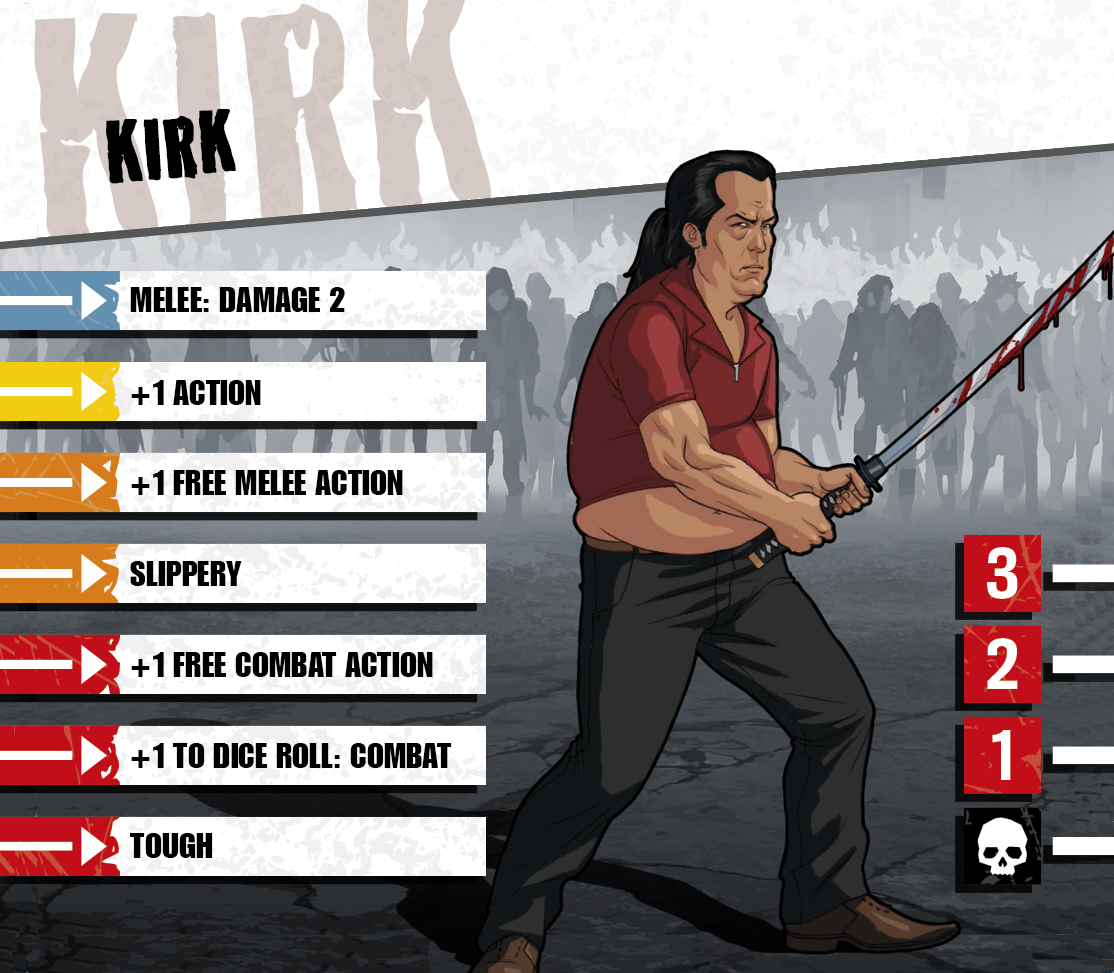 KIRK
KIRK
MELEE: DAMAGE 2
+1 ACTION
+1 FREE MELEE ACTION
SLIPPERY
+1 FREE COMBAT ACTION
+1 TO DICE ROLL: COMBAT
TOUGH
3
2
1